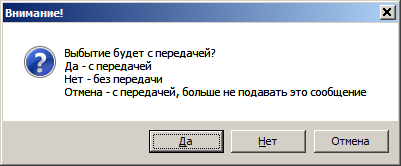 Внимание!
Выбытие будет с передачей?
Да - с передачей
Нет - без передачи
Отмена - с передачей, больше не подавать это сообщение
Да Нет Отмена